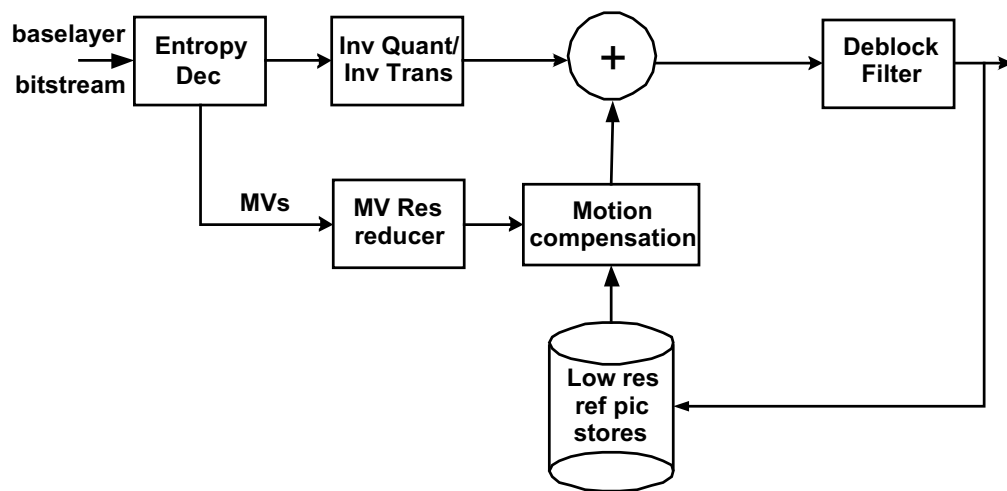 baselayer
bitstream
Entropy
Dec
Inv Quant/
Inv Trans
+
Deblock
Filter
MVs
MV Res
reducer
Motion
compensation
Low res
ref pic
stores